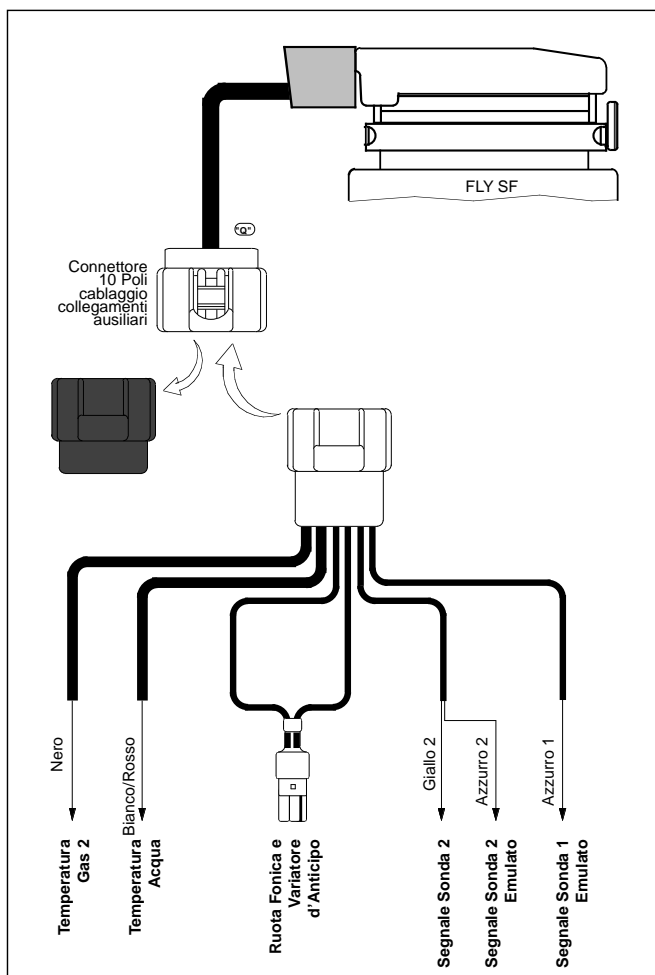 FLY SF
"Q"
Connettore
10 Poli
cablaggio
collegamenti
ausiliari
Nero
Bianco/Rosso
Giallo 2
Azzurro 2
Azzurro 1
Temperatura
Gas 2
Temperatura
Acqua
Ruota Fonica e
Variatore
d'Anticipo
Segnale Sonda 2
Segnale Sonda 2
Emulato
Segnale Sonda 1
Emulato